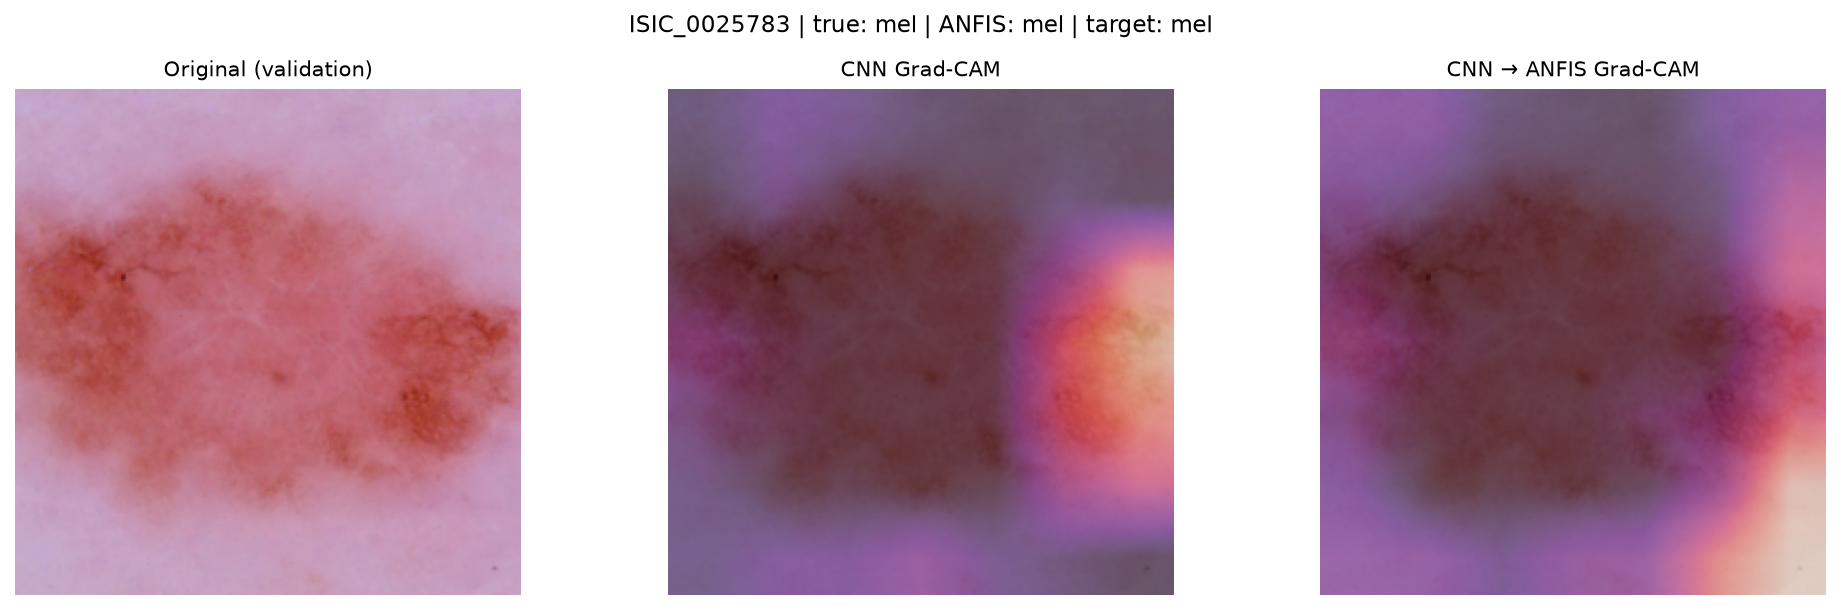 ISIC_0025783 | true: mel | ANFIS: mel | target: mel
Original (validation)
CNN Grad-CAM
CNN → ANFIS Grad-CAM